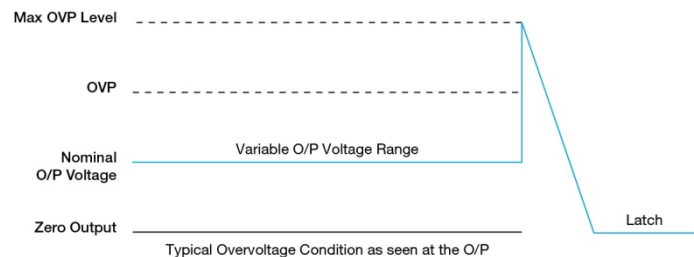 Max OVP Level
OVP
Variable O/P Voltage Range
Nominal
O/P Voltage
Zero Output
Latch
Typical Overvoltage Condition as seen at the O/P